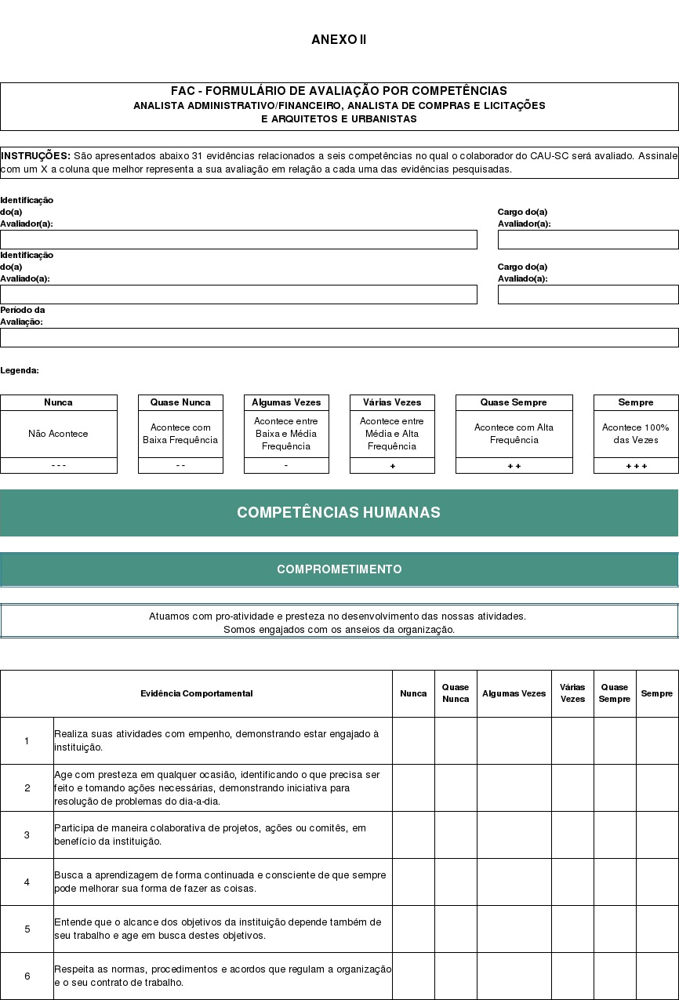 ANEXO II
FAC - FORMULÁRIO DE AVALIAÇÃO POR COMPETÊNCIAS
ANALISTA ADMINISTRATIVO/FINANCEIRO, ANALISTA DE COMPRAS E LICITAÇÕES
E ARQUITETOS E URBANISTAS
INSTRUÇÕES: São apresentados abaixo 31 evidências relacionados a seis competências no qual o colaborador do CAU-SC será avaliado. Assinale
com um X a coluna que melhor representa a sua avaliação em relação a cada uma das evidências pesquisadas.
Identificação
do(a)
Avaliador(a):
Cargo do(a)
Avaliador(a):
Identificação
do(a)
Avaliado(a):
Cargo do(a)
Avaliado(a):
Período da
Avaliação:
Legenda:
Nunca
Não Acontece
- - -
Quase Nunca
Acontece com
Baixa Frequência
- -
Algumas Vezes
Acontece entre
Baixa e Média
Frequência
-
Várias Vezes
Acontece entre
Média e Alta
Frequência
+
Quase Sempre
Acontece com Alta
Frequência
+ +
Sempre
Acontece 100%
das Vezes
+ + +
COMPETÊNCIAS HUMANAS
COMPROMETIMENTO
Atuamos com pro-atividade e presteza no desenvolvimento das nossas atividades.
Somos engajados com os anseios da organização.
Evidência Comportamental
Nunca
Quase
Nunca
Algumas Vezes
Várias
Vezes
Quase
Sempre
Sempre
1
Realiza suas atividades com empenho, demonstrando estar engajado à
instituição.
2
Age com presteza em qualquer ocasião, identificando o que precisa ser
feito e tomando ações necessárias, demonstrando iniciativa para
resolução de problemas do dia-a-dia.
3
Participa de maneira colaborativa de projetos, ações ou comitês, em
benefício da instituição.
4
Busca a aprendizagem de forma continuada e consciente de que sempre
pode melhorar sua forma de fazer as coisas.
5
Entende que o alcance dos objetivos da instituição depende também de
seu trabalho e age em busca destes objetivos.
6
Respeita as normas, procedimentos e acordos que regulam a organização
e o seu contrato de trabalho.